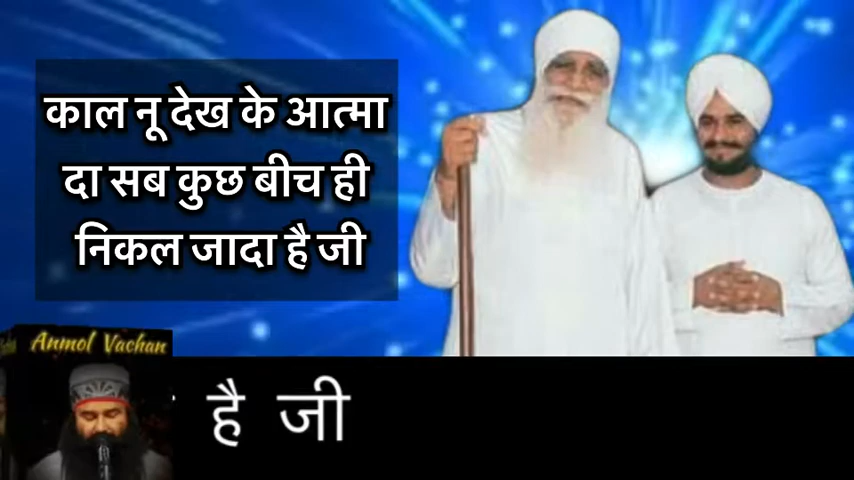 काल नू देख के आत्मा
दा सब कुछ बीच ही
निकल जादा है जी
Anmol Vachan
है जी